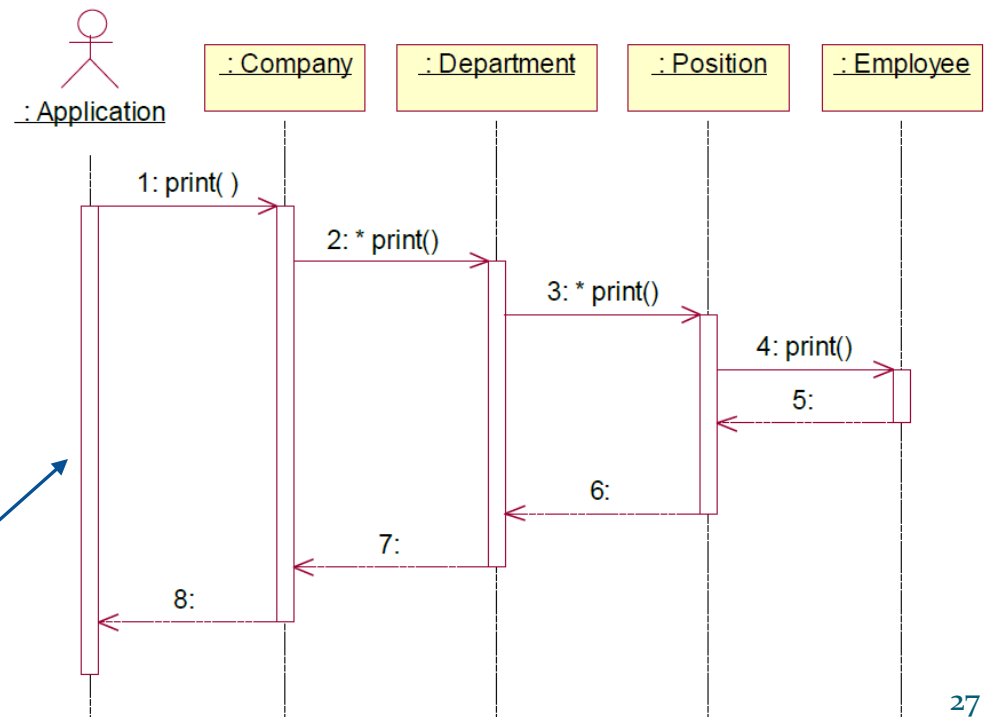 : Company
: Department
: Position
: Employee
: Application
1: print( )
2: * print()
3: * print()
4: print()
5:
6:
7:
8:
27